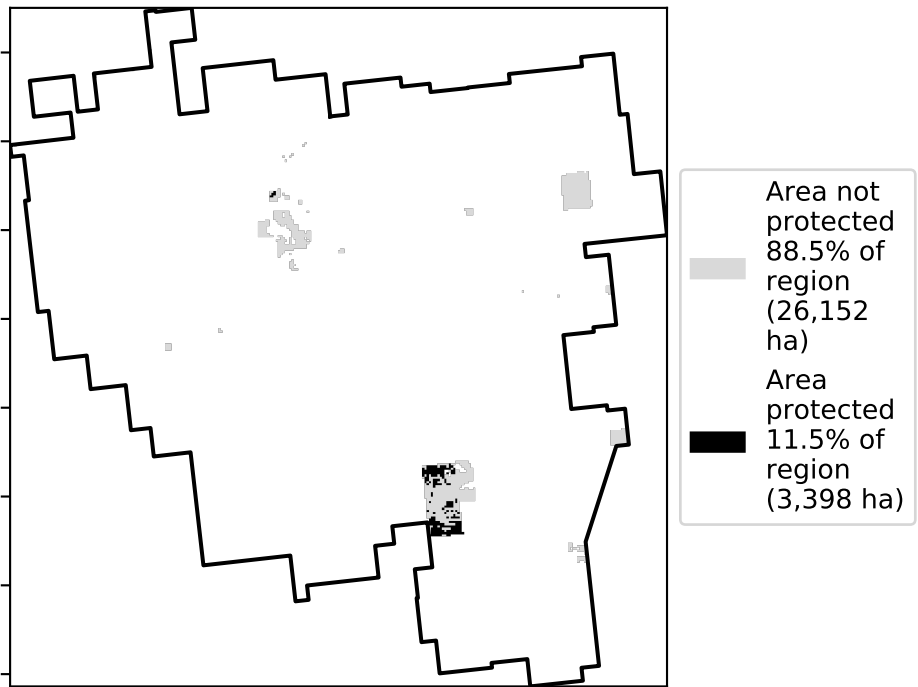 Area not
protected
88.5% of
region
(26,152
ha)
Area
protected
11.5% of
region
(3,398 ha)